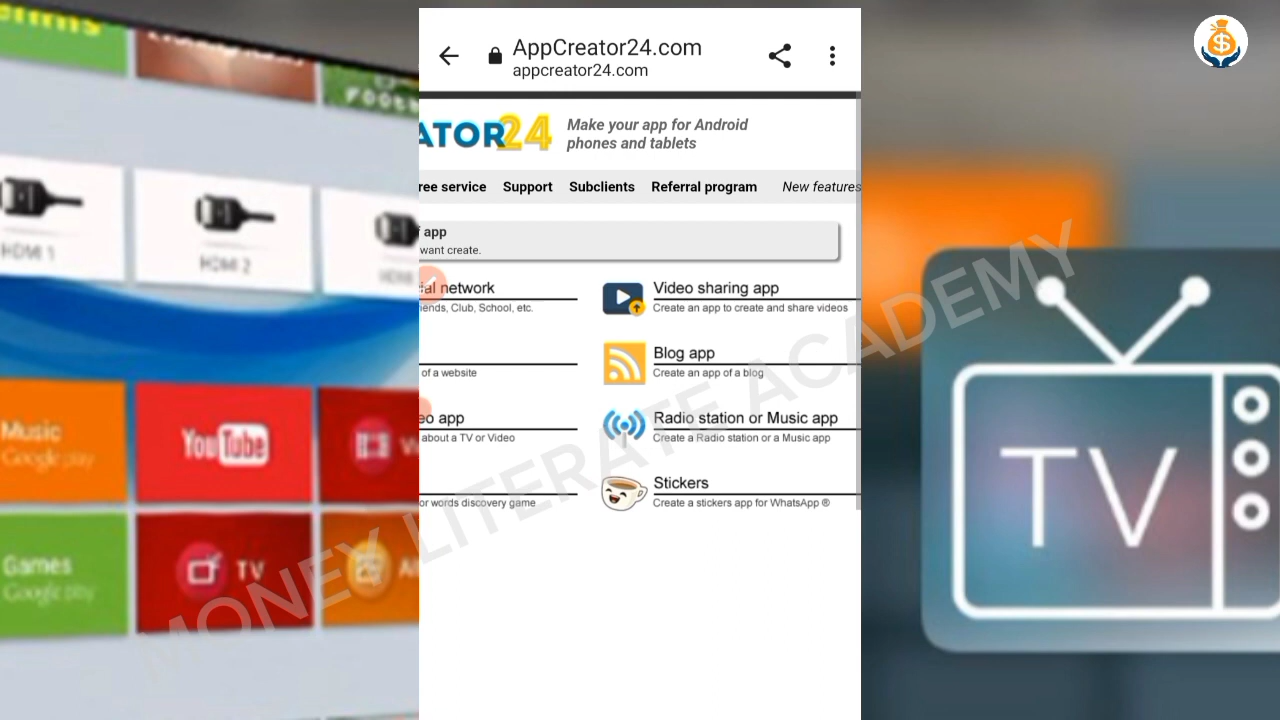 AppCreator24.com
appcreator24.com
ATOR24
Make your app for Android
phones and tablets
ree service Support Subclients Referral program New features
app
want create.
al network
ends, Club, School, etc.
Video sharing app
Create an app to create and share videos
of a website
Blog app
Create an app of a blog
eo app
about a TV or Video
Radio station or Music app
Create a Radio station or a Music app
or words discovery game
Stickers
Create a stickers app for WhatsApp ®
HDMI 1
HDMI 2
HDMI
Music
Google play
YouTube
Games
Google play
TV
TV
MONEY LITERATE ACADEMY
$